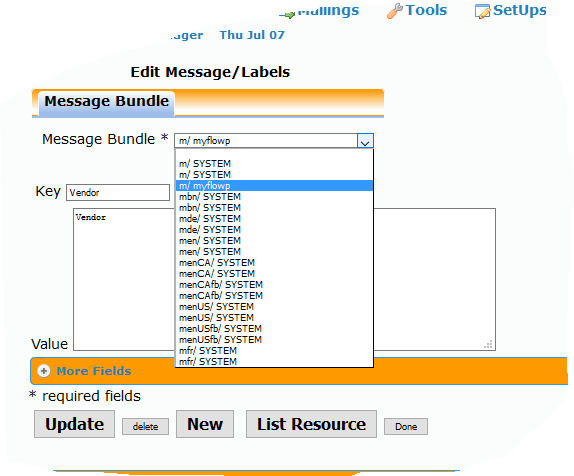 Mailings Tools SetUps
Thu Jul 07
Edit Message/Labels
Message Bundle
Message Bundle * m/ myflowp
m/ SYSTEM
m/ SYSTEM
m/ myflowp
mbn/ SYSTEM
mbn/ SYSTEM
mde/ SYSTEM
mde/ SYSTEM
men/ SYSTEM
men/ SYSTEM
menCA/ SYSTEM
menCA/ SYSTEM
menCAfb/ SYSTEM
menCAfb/ SYSTEM
menUS/ SYSTEM
menUS/ SYSTEM
menUSfb/ SYSTEM
menUSfb/ SYSTEM
mfr/ SYSTEM
mfr/ SYSTEM
Key Vendor
Vendor
Value
More Fields
* required fields
Update delete New List Resource Done